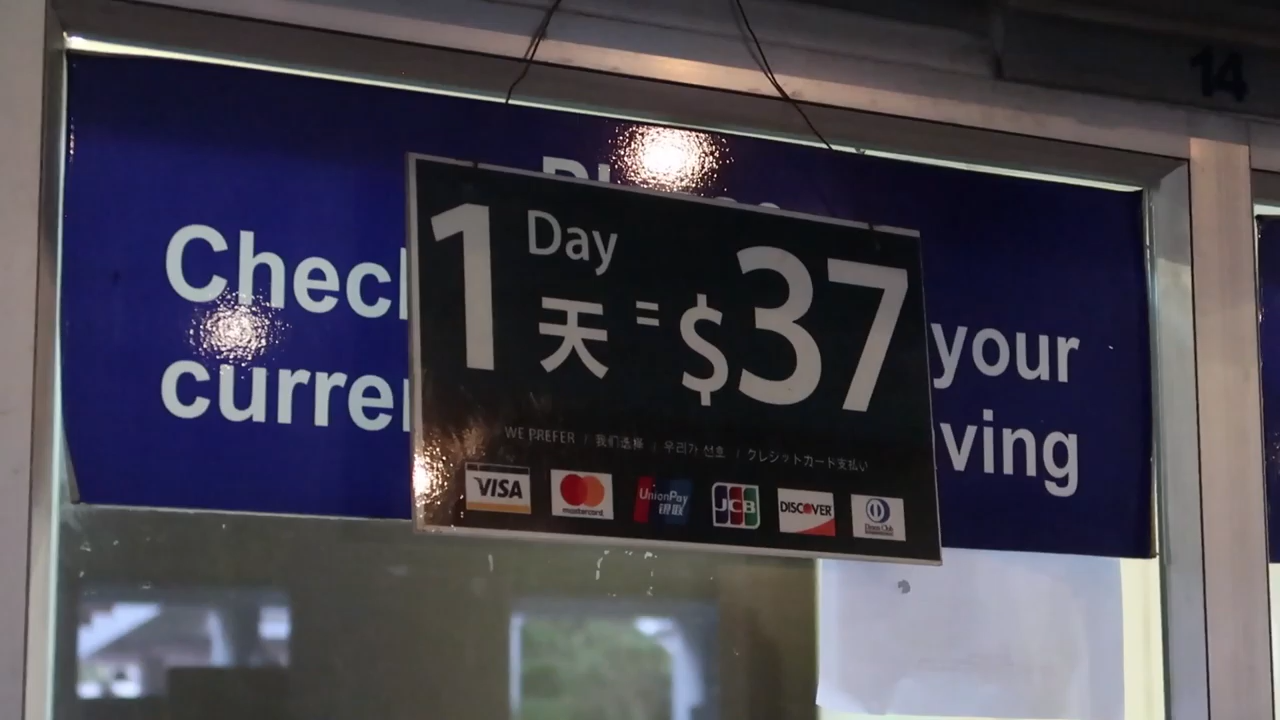 14
Chec
curre
your
ving
1 Day
天 = $37
WE PREFER / 我们选择 / 우리가 선호 / クレジットカード支払い
VISA mastercard UnionPay 银联 JCB DISCOVER Diners Club